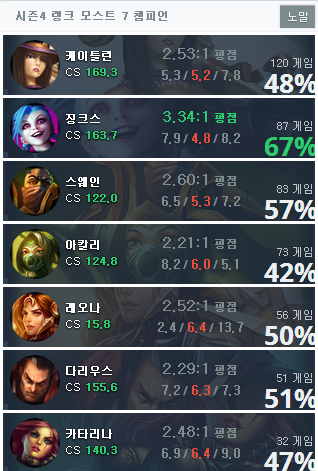 시즌4 랭크 모스트 7 챔피언
노말
케이틀린
CS 169.3
2.53:1 평점
5.3 / 5.2 / 7.8
120 게임
48%
징크스
CS 163.7
3.34:1 평점
7.9 / 4.8 / 8.2
87 게임
67%
스웨인
CS 122.0
2.60:1 평점
6.5 / 5.3 / 7.2
83 게임
57%
아칼리
CS 124.8
2.21:1 평점
8.2 / 6.0 / 5.1
73 게임
42%
레오나
CS 15.8
2.52:1 평점
2.4 / 6.4 / 13.7
56 게임
50%
다리우스
CS 155.6
2.29:1 평점
7.2 / 6.3 / 7.3
51 게임
51%
카타리나
CS 140.3
2.48:1 평점
6.9 / 6.4 / 9.0
32 게임
47%